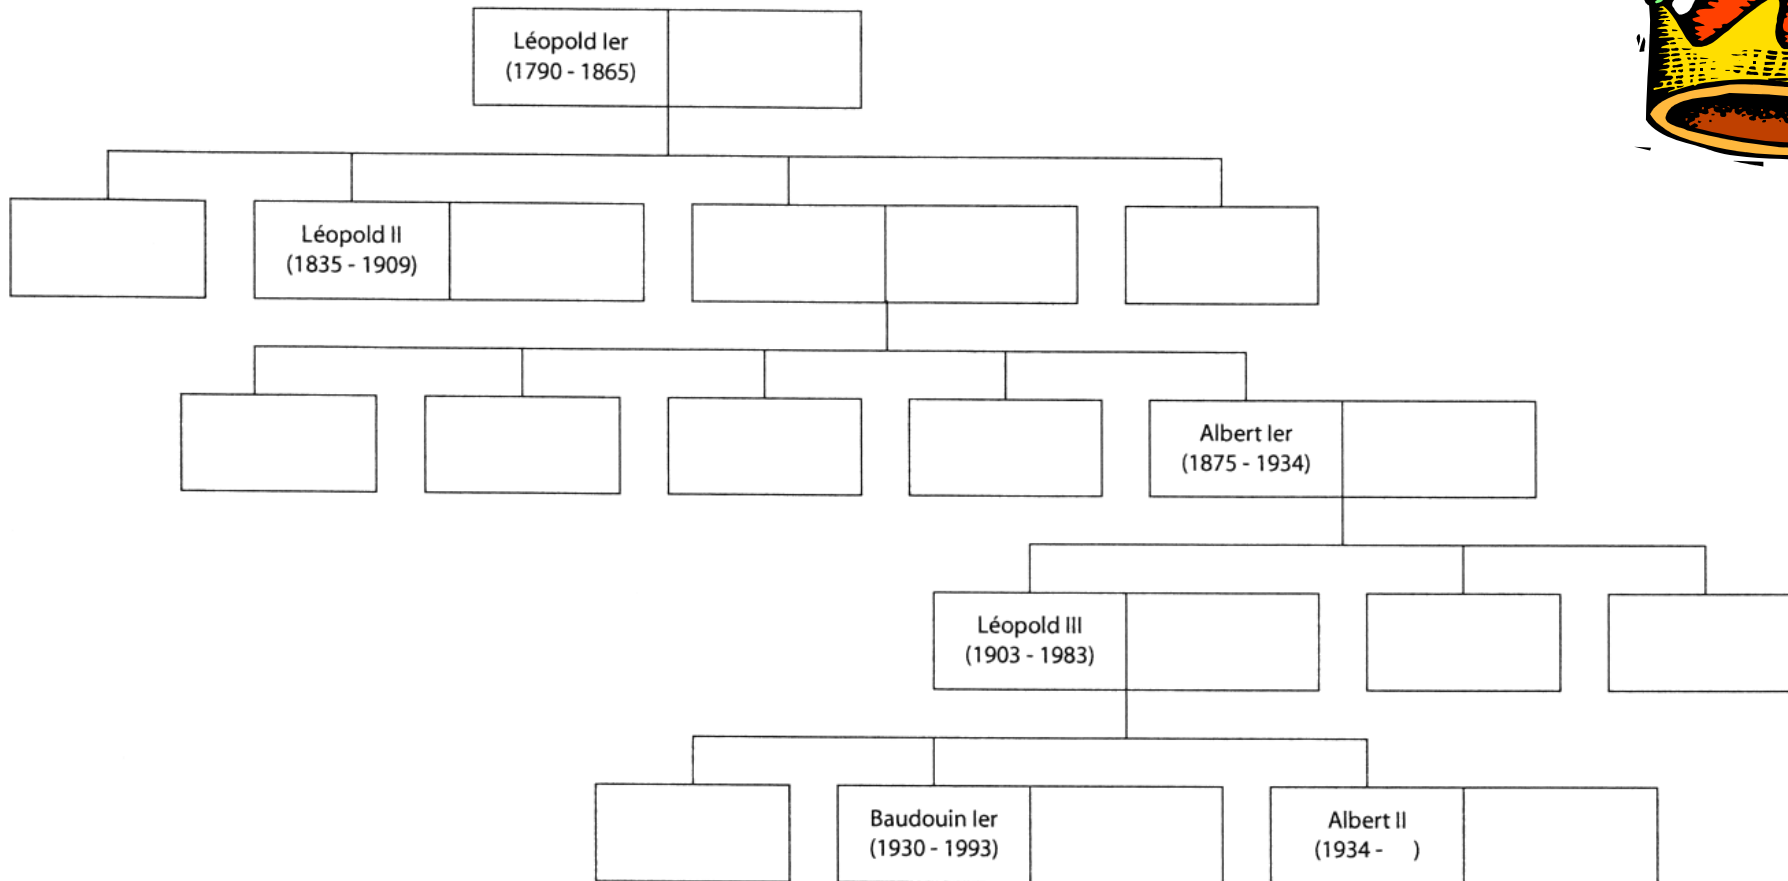 Léopold Ier
(1790 - 1865)
Léopold II
(1835 - 1909)
Albert Ier
(1875 - 1934)
Léopold III
(1903 - 1983)
Baudouin Ier
(1930 - 1993)
Albert II
(1934 - )